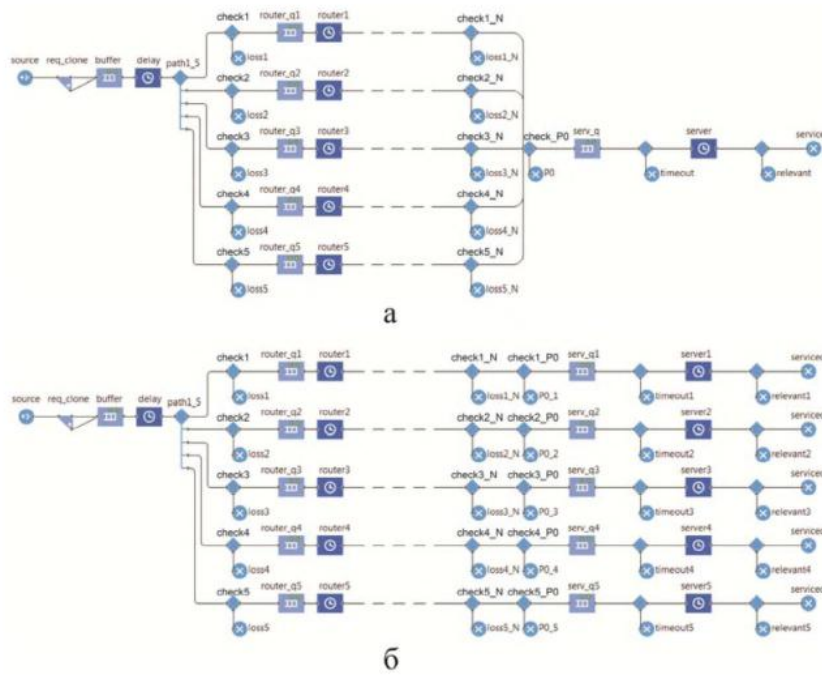 check1 router_q1 router1 check1_N
source req_clone buffer delay path1_5 loss1 loss1_N
check2 router_q2 router2 check2_N
loss2 loss2_N
check3 router_q3 router3 check3_N check_P0 serv_q server serviced
loss3 loss3_N P0 timeout relevant
check4 router_q4 router4 check4_N
loss4 loss4_N
check5 router_q5 router5 check5_N
loss5 loss5_N
а
check1 router_q1 router1 check1_N check1_P0 serv_q1 server1 serviced
source req_clone buffer delay path1_5 loss1 loss1_N P0_1 timeout1 relevant1
check2 router_q2 router2 check2_N check2_P0 serv_q2 server2 serviced
loss2 loss2_N P0_2 timeout2 relevant2
check3 router_q3 router3 check3_N check3_P0 serv_q3 server3 serviced
loss3 loss3_N P0_3 timeout3 relevant3
check4 router_q4 router4 check4_N check4_P0 serv_q4 server4 serviced
loss4 loss4_N P0_4 timeout4 relevant4
check5 router_q5 router5 check5_N check5_P0 serv_q5 server5 serviced
loss5 loss5_N P0_5 timeout5 relevant5
б